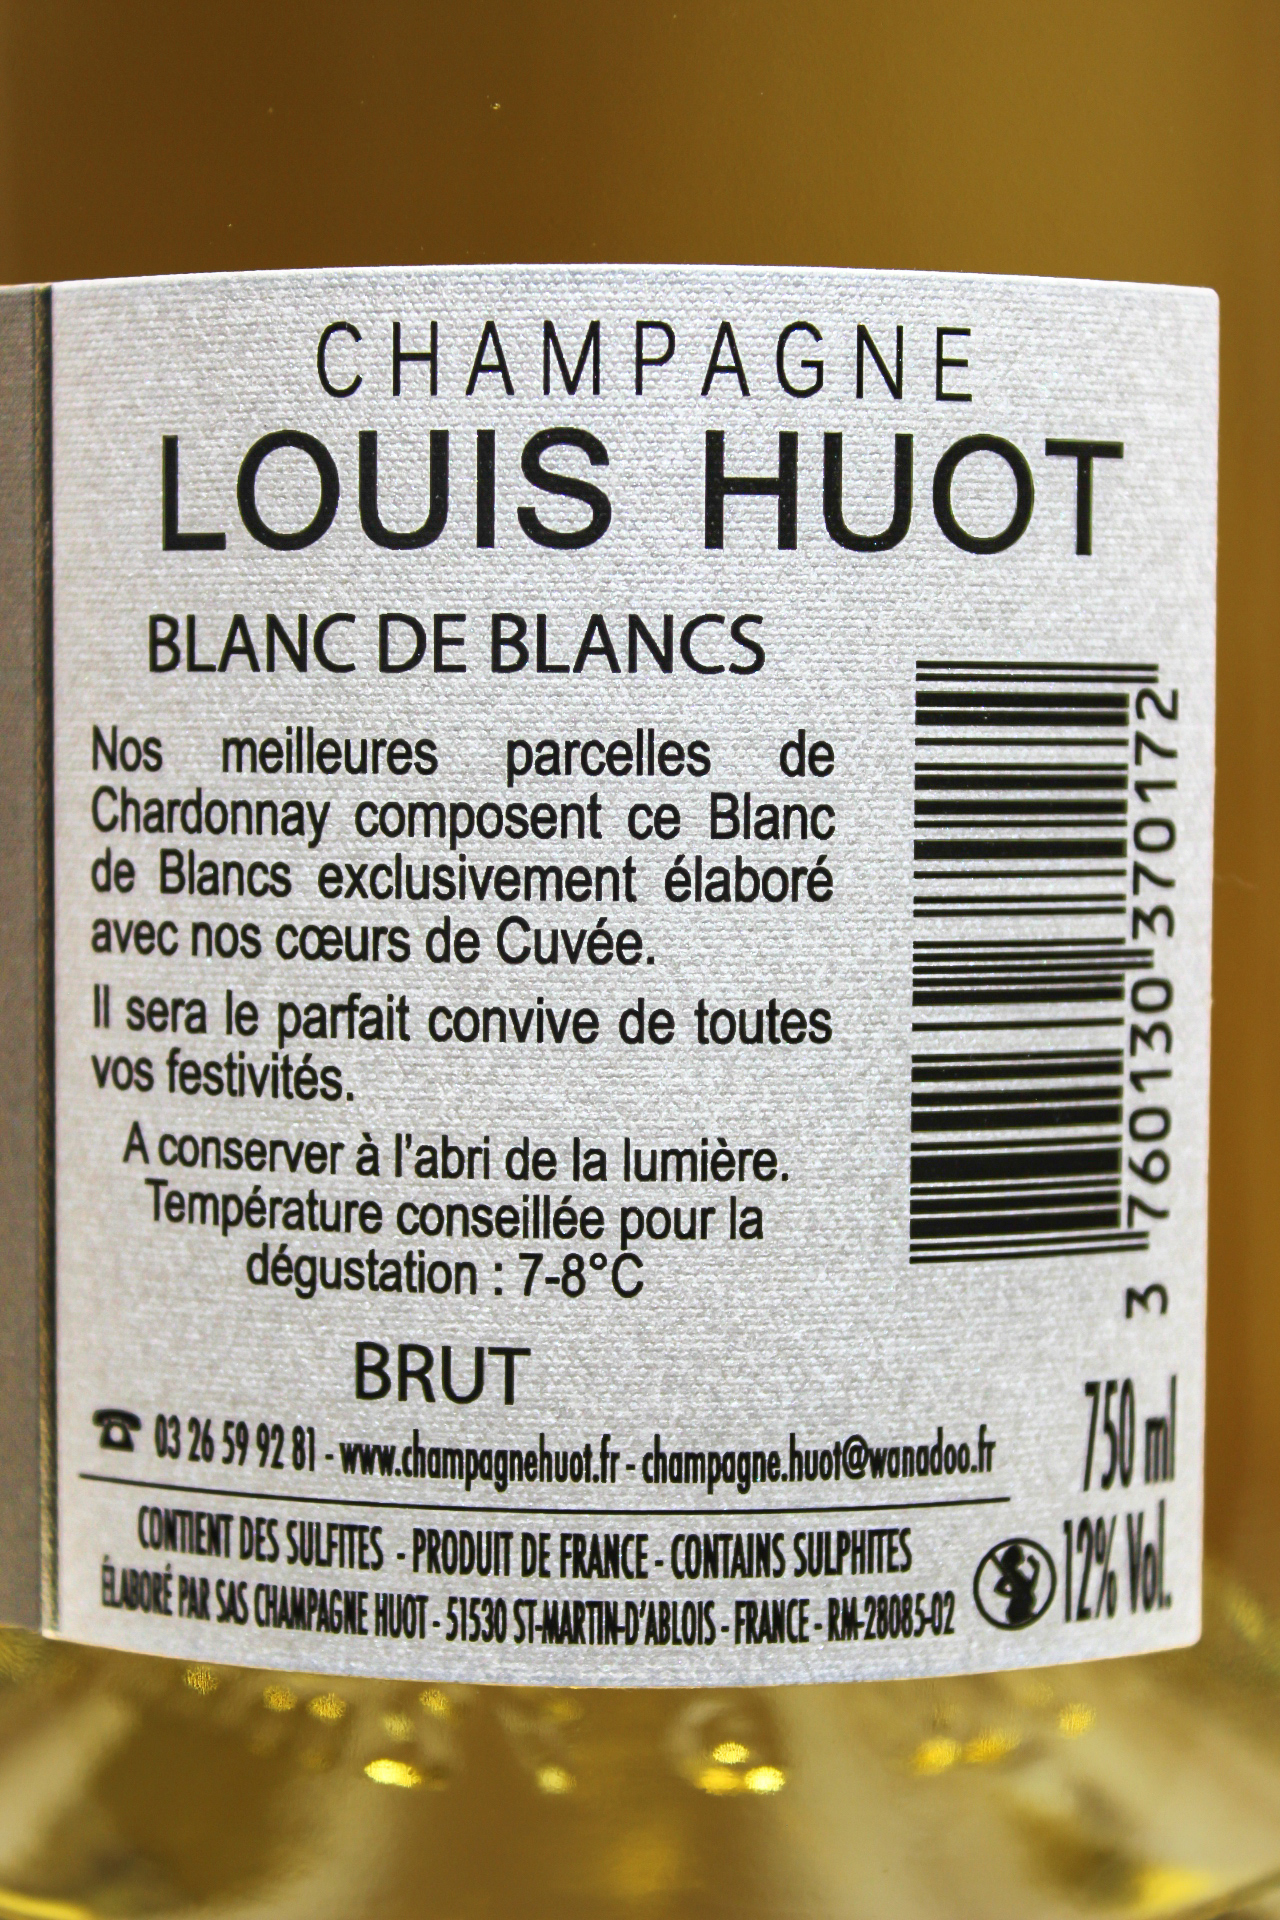 CHAMPAGNE
LOUIS HUOT
BLANC DE BLANCS
Nos meilleures parcelles de
Chardonnay composent ce Blanc
de Blancs exclusivement élaboré
avec nos cœurs de Cuvée.
Il sera le parfait convive de toutes
vos festivités.
A conserver à l'abri de la lumière.
Température conseillée pour la
dégustation : 7-8°C
BRUT
3 760130 370172
03 26 59 92 81 - www.champagnehuot.fr - champagne.huot@wanadoo.fr
750 ml
CONTIENT DES SULFITES - PRODUIT DE FRANCE - CONTAINS SULPHITES
ÉLABORÉ PAR SAS CHAMPAGNE HUOT - 51530 ST-MARTIN-D'ABLOIS - FRANCE - RM-28085-02
12% Vol.